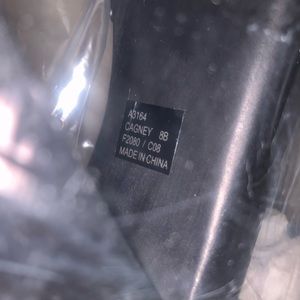 A3164
CAGNEY 8B
F2080 / C08
MADE IN CHINA